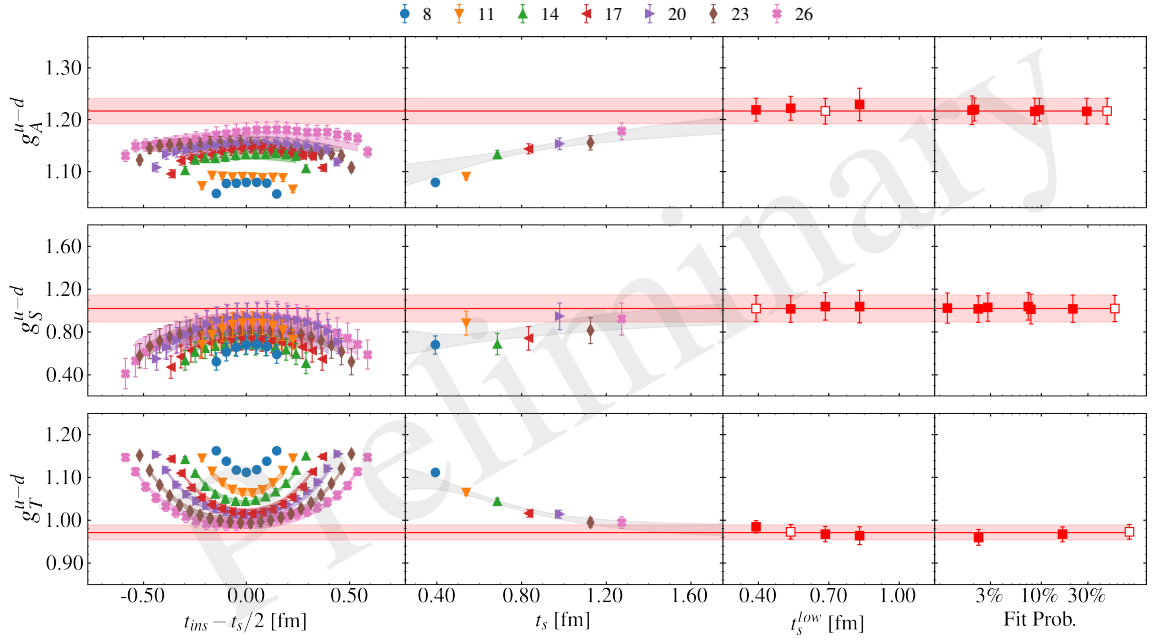 8 11 14 17 20 23 26
1.30
1.20
1.10
g_A^{u-d}
1.60
1.20
0.80
0.40
g_S^{u-d}
1.20
1.10
1.00
0.90
g_T^{u-d}
-0.50 0.00 0.50 0.40 0.80 1.20 1.60 0.40 0.70 1.00 3% 10% 30%
t_{ins} − t_s/2 [fm] t_s [fm] t_s^{low} [fm] Fit Prob.
Preliminary